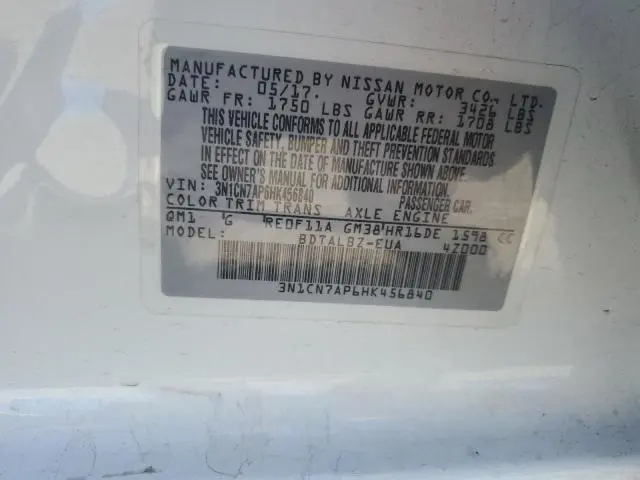 MANUFACTURED BY NISSAN MOTOR CO., LTD.
DATE: 05/17. GVWR: 3426 LBS
GAWR FR: 1750 LBS GAWR RR: 1708 LBS
THIS VEHICLE CONFORMS TO ALL APPLICABLE FEDERAL MOTOR
VEHICLE SAFETY, BUMPER AND THEFT PREVENTION STANDARDS
IN EFFECT ON THE DATE OF MANUFACTURE SHOWN ABOVE.
SEE OWNER'S MANUAL FOR ADDITIONAL INFORMATION.
VIN: 3N1CN7AP6HK456840 PASSENGER CAR.
COLOR TRIM TRANS AXLE ENGINE
QM1 G RE0F11A GM38 HR16DE 1598 CC
MODEL: BDTALBZ-EUA 4Z000
3N1CN7AP6HK456840